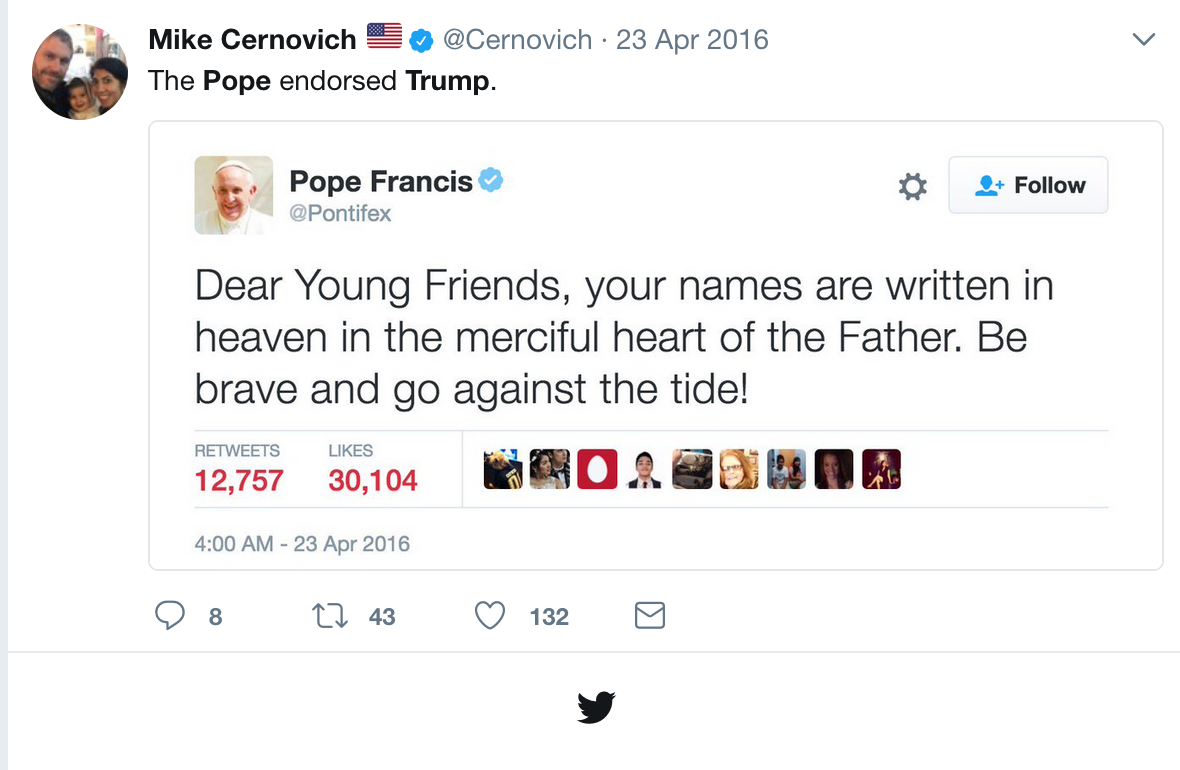 Mike Cernovich @Cernovich · 23 Apr 2016
The Pope endorsed Trump.
Pope Francis
@Pontifex
Follow
Dear Young Friends, your names are written in
heaven in the merciful heart of the Father. Be
brave and go against the tide!
RETWEETS LIKES
12,757 30,104
4:00 AM - 23 Apr 2016
8 43 132